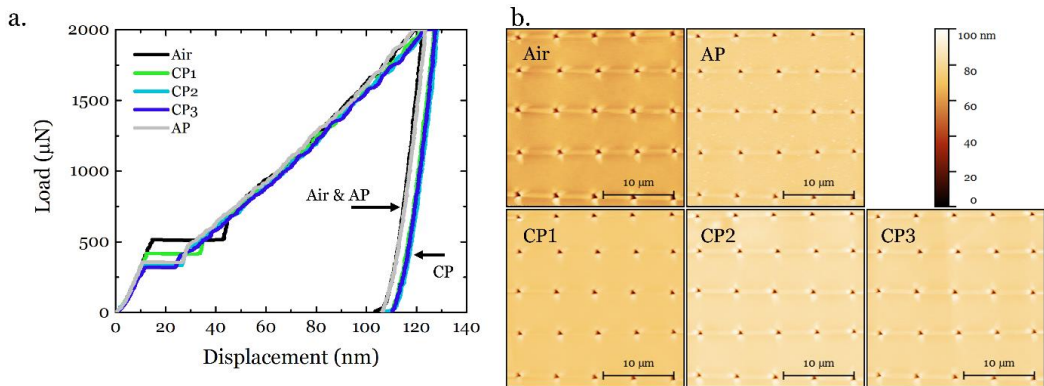 a.
2000
1500
1000
500
0
Load (μN)
Air
CP1
CP2
CP3
AP
Air & AP
CP
0 20 40 60 80 100 120 140
Displacement (nm)
b.
Air
10 μm
AP
10 μm
100 nm
80
60
40
20
0
CP1
10 μm
CP2
10 μm
CP3
10 μm